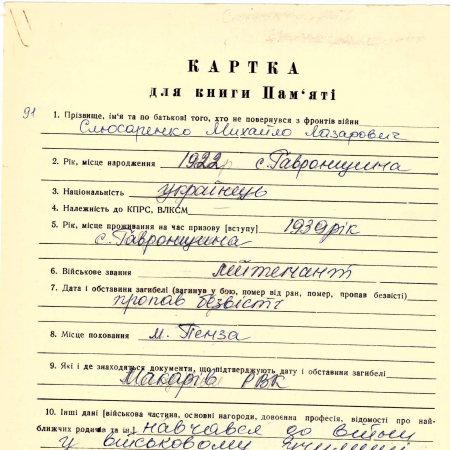 КАРТКА
для книги Пам'яті
91
1. Прізвище, ім'я та по батькові того, хто не повернувся з фронтів війни
Слюсаренко Михайло Лазарович
2. Рік, місце народження 1922р с. Гавронщина
3. Національність українець
4. Належність до КПРС, ВЛКСМ
5. Рік, місце проживання на час призову [вступу] 1939 рік
с. Гавронщина
6. Військове звання лейтенант
7. Дата і обставини загибелі (загинув у бою, помер від ран, помер, пропав безвісті)
пропав безвісті
8. Місце поховання м. Пенза
9. Які і де знаходяться документи, що підтверджують дату і обставини загибелі
Макарів РВК
10. Інші дані [військова частина, основні нагороди, довоєнна професія, відомості про най-
ближчих родичів та ін.] навчався до війни
у військовому училищі